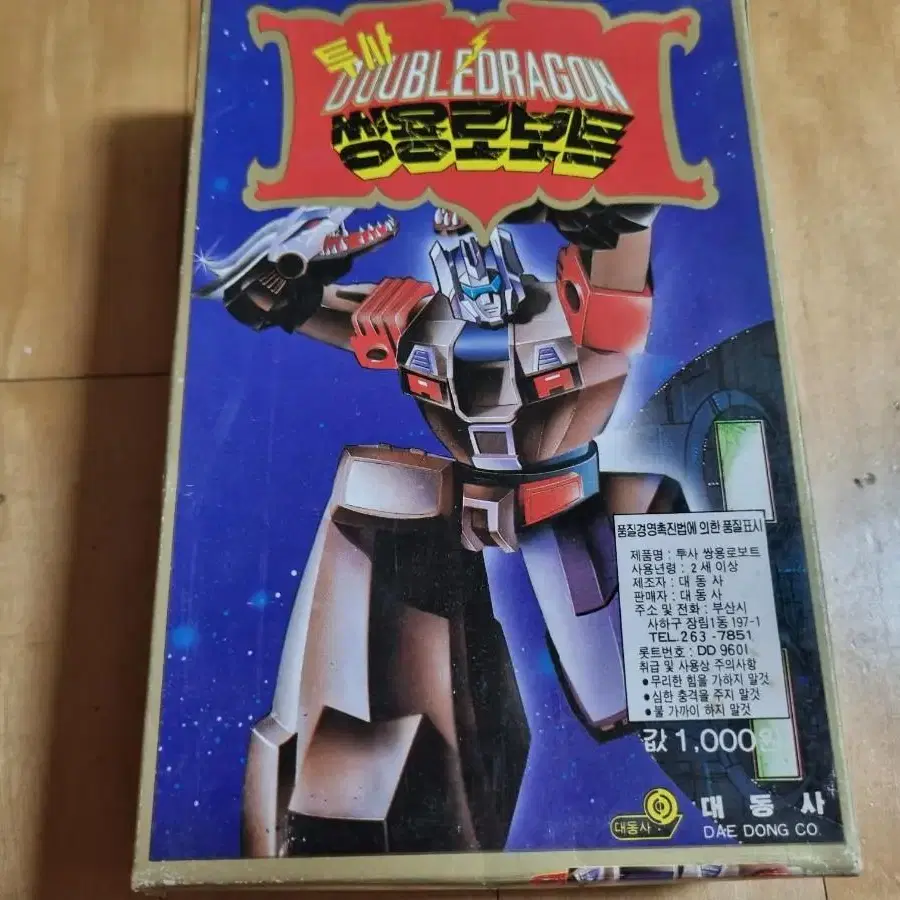 투사
DOUBLEDRAGON
쌍용로보트
품질경영촉진법에 의한 품질표시
제품명 : 투사 쌍용로보트
사용년령 : 2 세 이상
제조자 : 대 동 사
판매자 : 대 동 사
주소 및 전화 : 부산시
사하구 장림1동 197-1
TEL.263-7851
롯트번호 : DD 9601
취급 및 사용상 주의사항
●무리한 힘을 가하지 말것
●심한 충격을 주지 말것
●불 가까이 하지 말것
값 1,000원
대동사
대 동 사
DAE DONG CO.